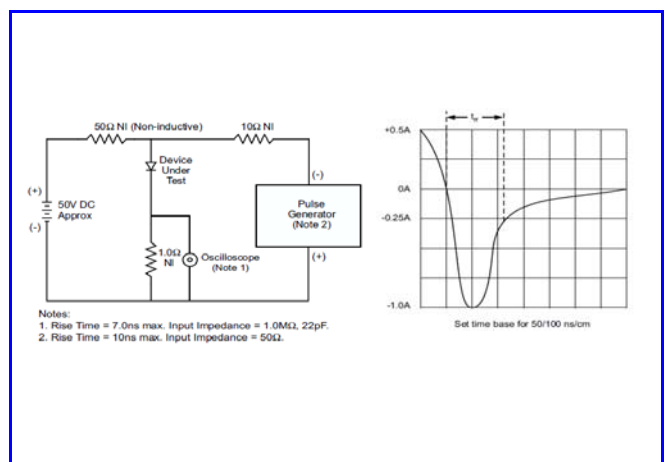 50Ω NI (Non-inductive)
10Ω NI
Device
Under
Test
(+)
50V DC
Approx
(-)
1.0Ω
NI
Oscilloscope
(Note 1)
(-)
Pulse
Generator
(Note 2)
(+)
Notes:
1. Rise Time = 7.0ns max. Input Impedance = 1.0MΩ, 22pF.
2. Rise Time = 10ns max. Input Impedance = 50Ω.
trr
+0.5A
0A
-0.25A
-1.0A
Set time base for 50/100 ns/cm